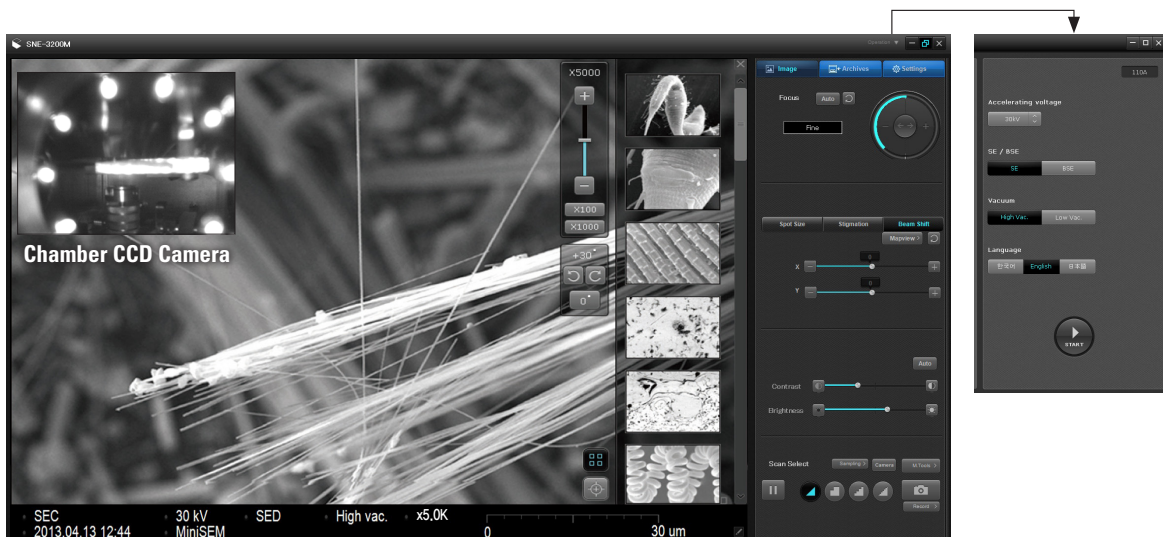 SNE-3200M
Operation
Chamber CCD Camera
X5000
X100
X1000
+30°
0°
Image
Archives
Settings
Focus
Auto
Fine
Spot Size
Stigmation
Beam Shift
Mapview >
X
0
Y
0
Auto
Contrast
Brightness
Scan Select
Sampling >
Camera
M.Tools >
Record >
SEC
30 kV
SED
High vac.
x5.0K
2013.04.13 12:44
MiniSEM
0
30 um
110A
Accelerating voltage
30kV
SE / BSE
SE
BSE
Vacuum
High Vac.
Low Vac.
Language
한국어
English
日本語
START